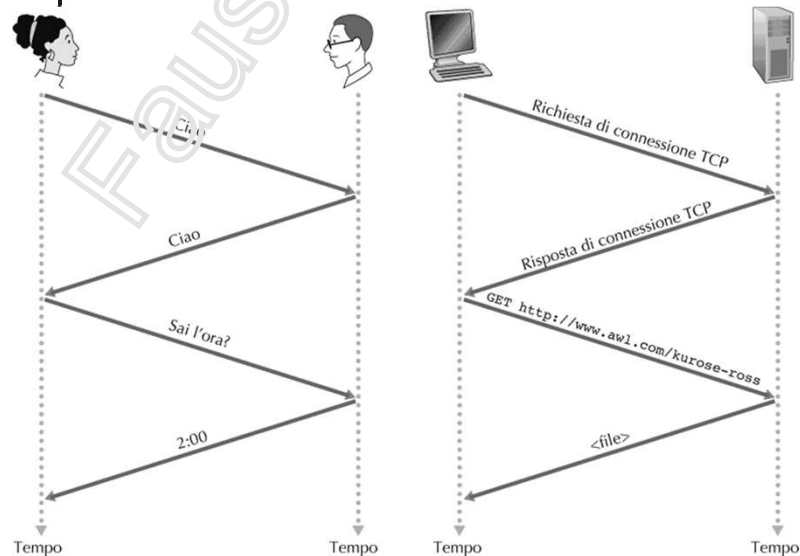 Faus
Ciao
Ciao
Sai l'ora?
2:00
Tempo
Tempo
Richiesta di connessione TCP
Risposta di connessione TCP
GET http://www.awl.com/kurose-ross
<file>
Tempo
Tempo